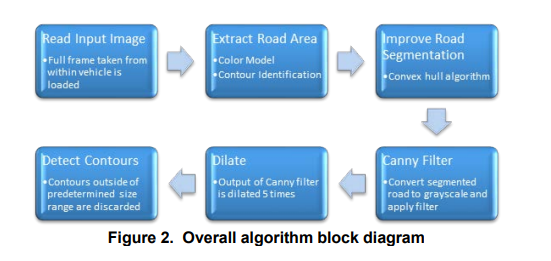 Read Input Image
•Full frame taken from
within vehicle is
loaded
Extract Road Area
•Color Model
•Contour Identification
Improve Road
Segmentation
•Convex hull algorithm
Canny Filter
•Convert segmented
road to grayscale and
apply filter
Dilate
•Output of Canny filter
is dilated 5 times
Detect Contours
•Contours outside of
predetermined size
range are discarded
Figure 2. Overall algorithm block diagram